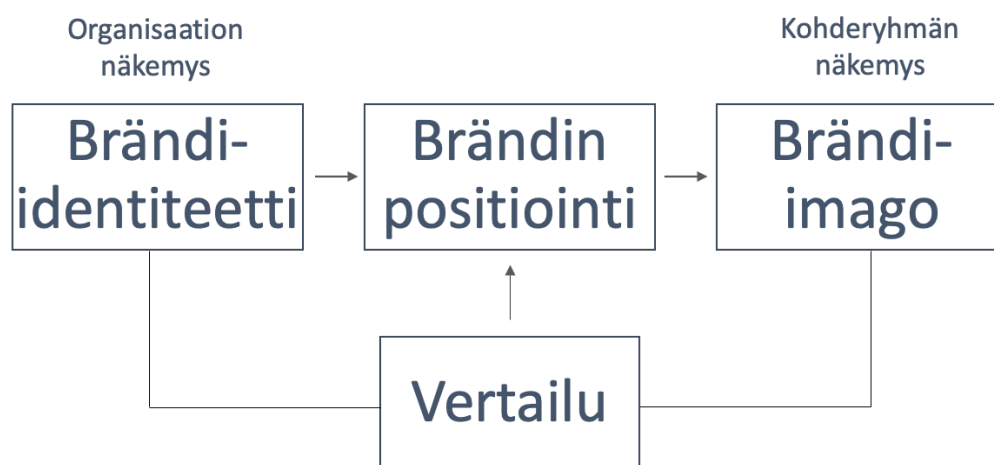 Organisaation
näkemys
Kohderyhmän
näkemys
Brändi-
identiteetti
Brändin
positiointi
Brändi-
imago
Vertailu